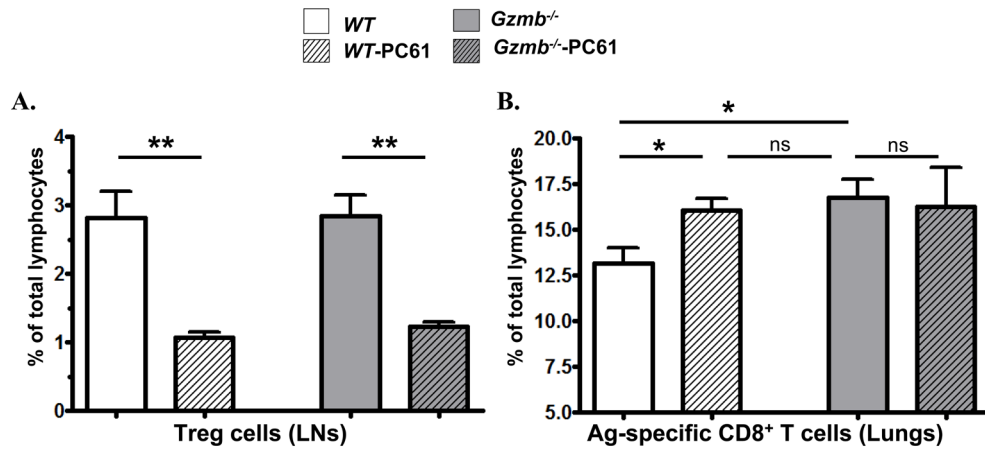 WT
Gzmb-/-
WT-PC61
Gzmb-/--PC61
A.
B.
% of total lymphocytes
4
3
2
1
0
**
**
Treg cells (LNs)
% of total lymphocytes
20.0
17.5
15.0
12.5
10.0
7.5
5.0
*
*
ns
ns
Ag-specific CD8+ T cells (Lungs)